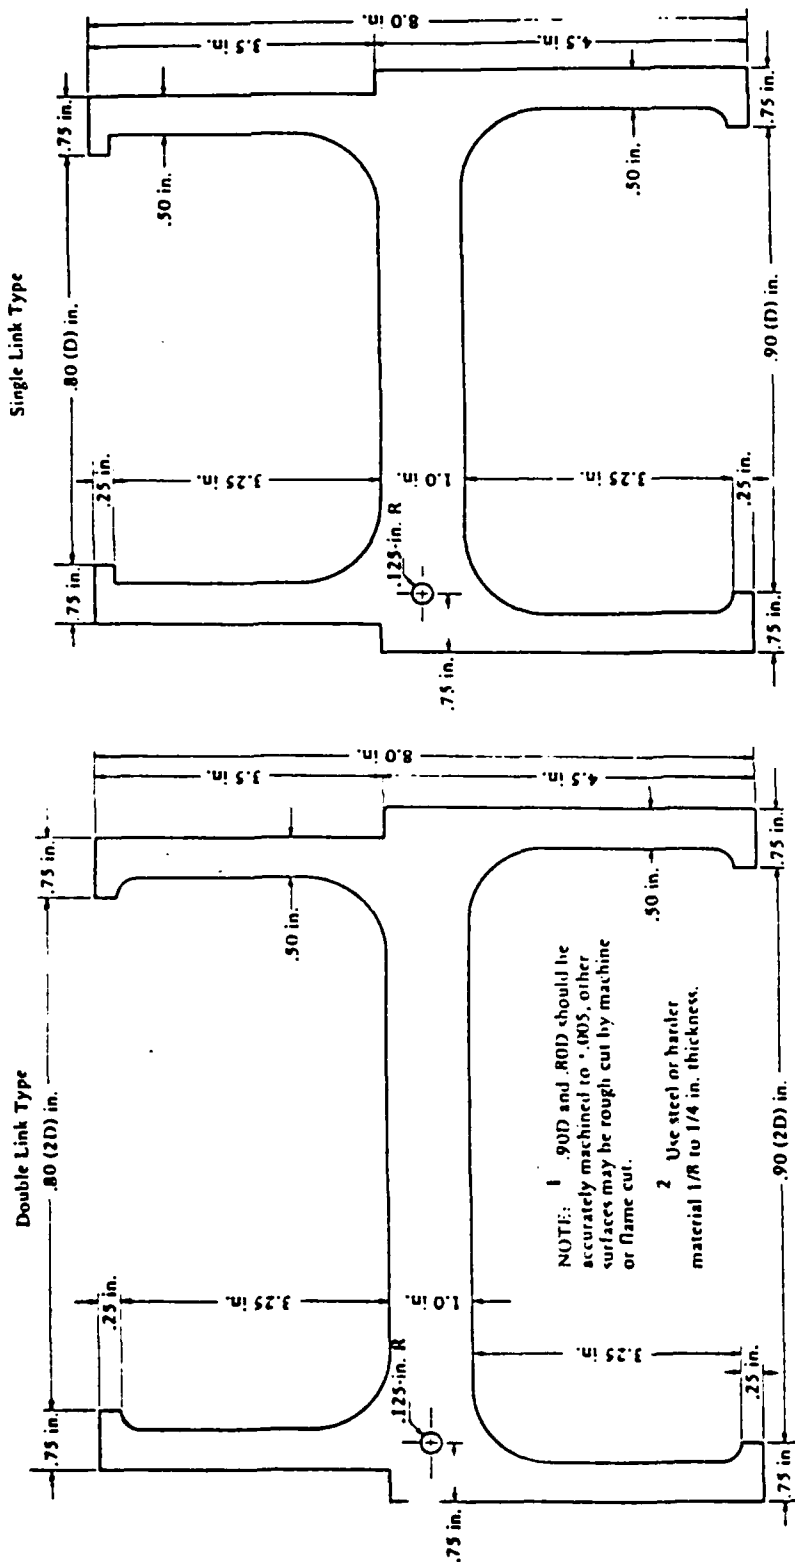 Double Link Type
.80 (2D) in.
.75 in.
.75 in.
.25 in.
3.25 in.
1.0 in.
3.25 in.
.25 in.
.125-in. R
.75 in.
.50 in.
.50 in.
3.5 in.
4.5 in.
8.0 in.
.75 in
.90 (2D) in.
.75 in.
NOTE: 1 .90D and .80D should be
accurately machined to .005, other
surfaces may be rough cut by machine
or flame cut.
2 Use steel or harder
material 1/8 to 1/4 in. thickness.
Single Link Type
.80 (D) in.
.75 in.
.75 in.
.25 in.
3.25 in.
1.0 in.
3.25 in.
.25 in.
.125-in. R
.75 in.
.50 in.
.50 in.
3.5 in.
4.5 in.
8.0 in.
.75 in.
.90 (D) in.
.75 in.